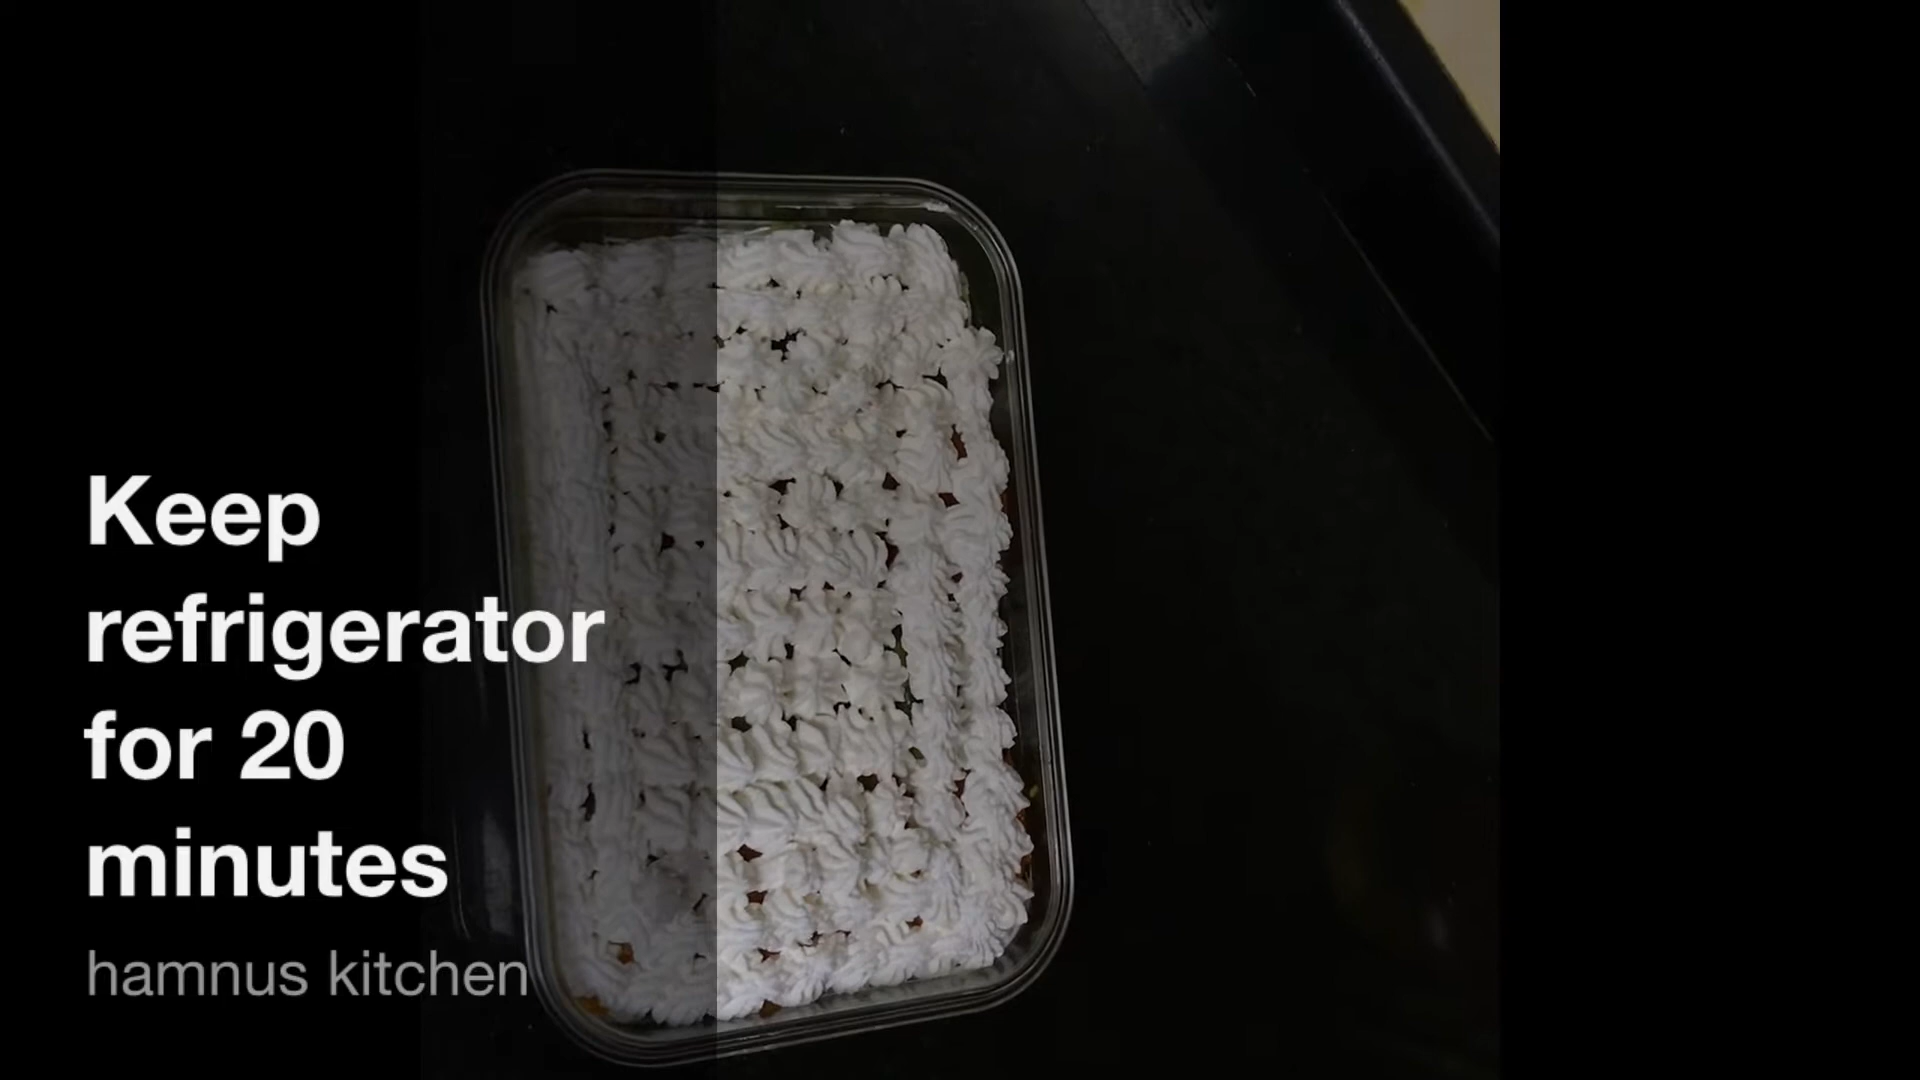 Keep
refrigerator
for 20
minutes
hamnus kitchen